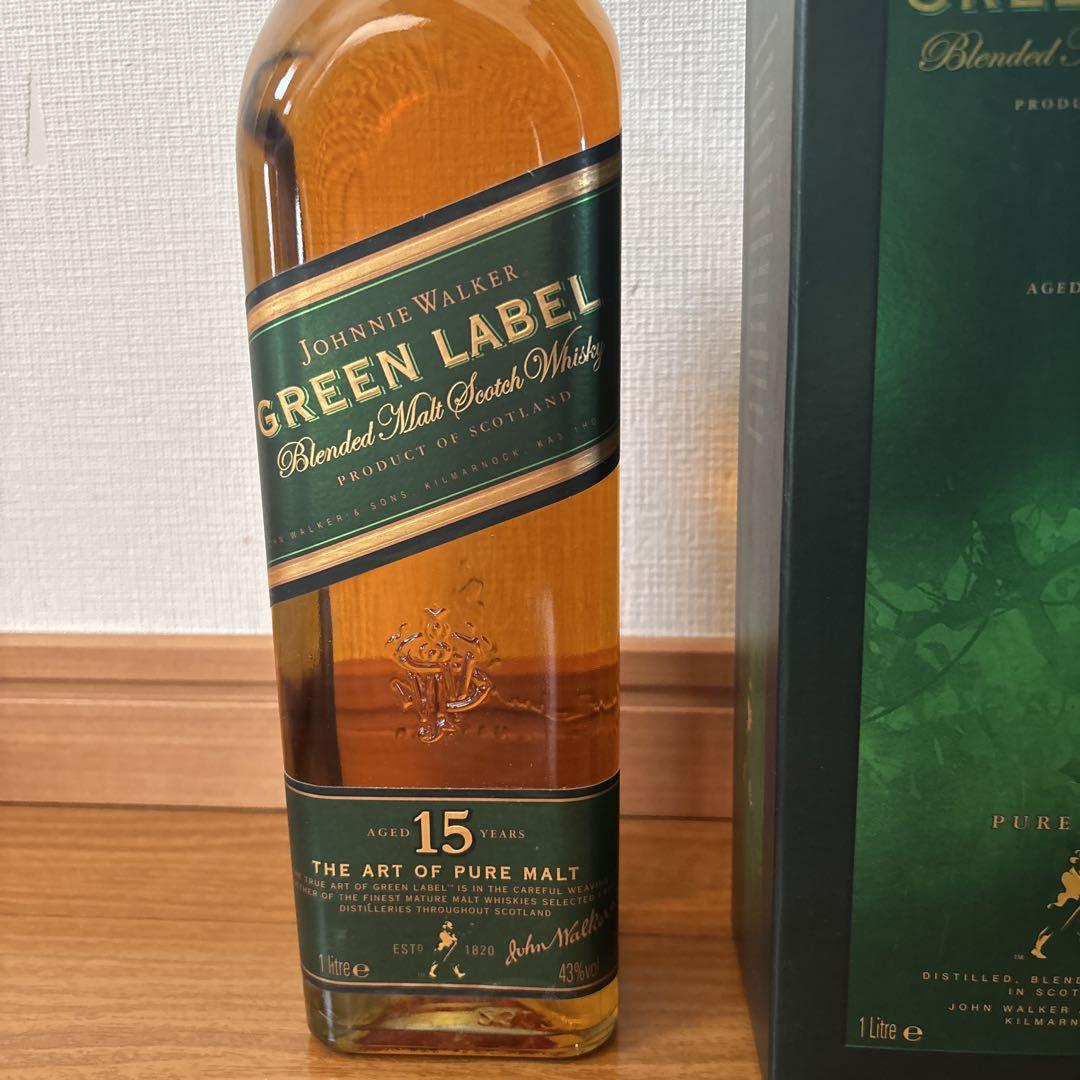 JOHNNIE WALKER
GREEN LABEL
Blended Malt Scotch Whisky
PRODUCT OF SCOTLAND
WALKER & SONS, KILMARNOCK, KA3 1H
AGED 15 YEARS
THE ART OF PURE MALT
TRUE ART OF GREEN LABEL™ IS IN THE CAREFUL WEAVING
OF THE FINEST MATURE MALT WHISKIES SELECTED
DISTILLERIES THROUGHOUT SCOTLAND
ESTD 1820 John Walker
1 litre e 43%vol
Blended
PRODU
AGED
PURE
™
DISTILLED, BLEND
IN SCOT
JOHN WALKER
KILMARN
1 Litre e